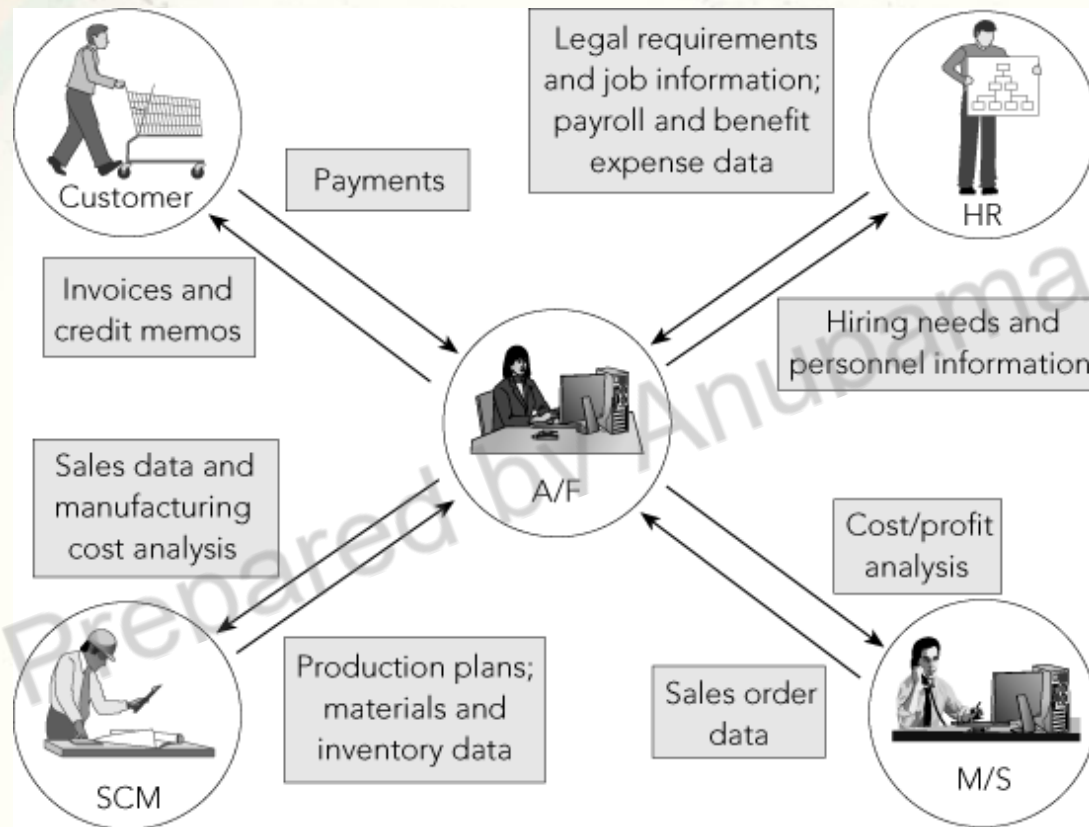 Customer
Payments
Legal requirements
and job information;
payroll and benefit
expense data
HR
Invoices and
credit memos
Hiring needs and
personnel information
A/F
Sales data and
manufacturing
cost analysis
Cost/profit
analysis
SCM
Production plans;
materials and
inventory data
Sales order
data
M/S
Prepared by Anupama